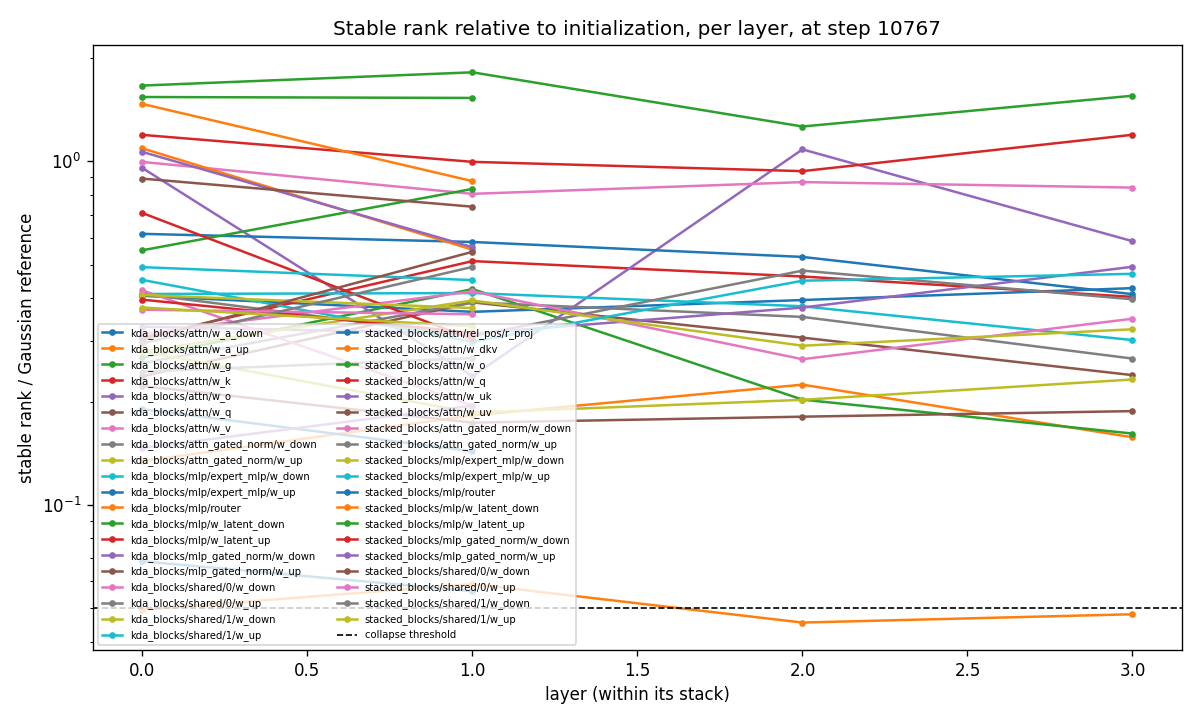 Stable rank relative to initialization, per layer, at step 10767
stable rank / Gaussian reference
10⁰
10⁻¹
kda_blocks/attn/w_a_down
kda_blocks/attn/w_a_up
kda_blocks/attn/w_g
kda_blocks/attn/w_k
kda_blocks/attn/w_o
kda_blocks/attn/w_q
kda_blocks/attn/w_v
kda_blocks/attn_gated_norm/w_down
kda_blocks/attn_gated_norm/w_up
kda_blocks/mlp/expert_mlp/w_down
kda_blocks/mlp/expert_mlp/w_up
kda_blocks/mlp/router
kda_blocks/mlp/w_latent_down
kda_blocks/mlp/w_latent_up
kda_blocks/mlp_gated_norm/w_down
kda_blocks/mlp_gated_norm/w_up
kda_blocks/shared/0/w_down
kda_blocks/shared/0/w_up
kda_blocks/shared/1/w_down
kda_blocks/shared/1/w_up
stacked_blocks/attn/rel_pos/r_proj
stacked_blocks/attn/w_dkv
stacked_blocks/attn/w_o
stacked_blocks/attn/w_q
stacked_blocks/attn/w_uk
stacked_blocks/attn/w_uv
stacked_blocks/attn_gated_norm/w_down
stacked_blocks/attn_gated_norm/w_up
stacked_blocks/mlp/expert_mlp/w_down
stacked_blocks/mlp/expert_mlp/w_up
stacked_blocks/mlp/router
stacked_blocks/mlp/w_latent_down
stacked_blocks/mlp/w_latent_up
stacked_blocks/mlp_gated_norm/w_down
stacked_blocks/mlp_gated_norm/w_up
stacked_blocks/shared/0/w_down
stacked_blocks/shared/0/w_up
stacked_blocks/shared/1/w_down
stacked_blocks/shared/1/w_up
collapse threshold
0.0 0.5 1.0 1.5 2.0 2.5 3.0
layer (within its stack)